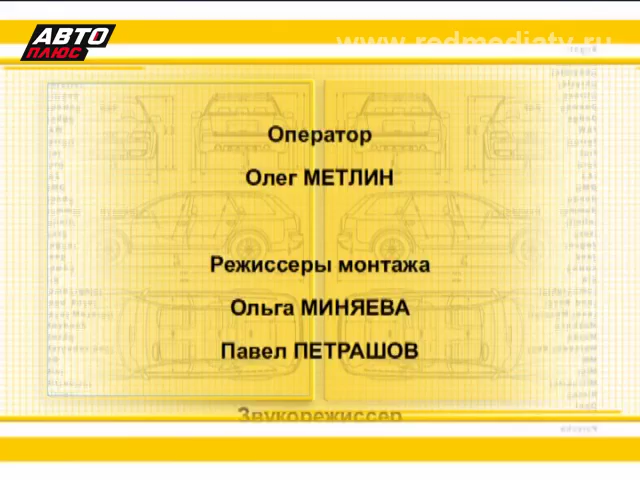 АВТО
ПЛЮС
www.redmediatv.ru
Оператор
Олег МЕТЛИН
Режиссеры монтажа
Ольга МИНЯЕВА
Павел ПЕТРАШОВ
Звукорежиссер